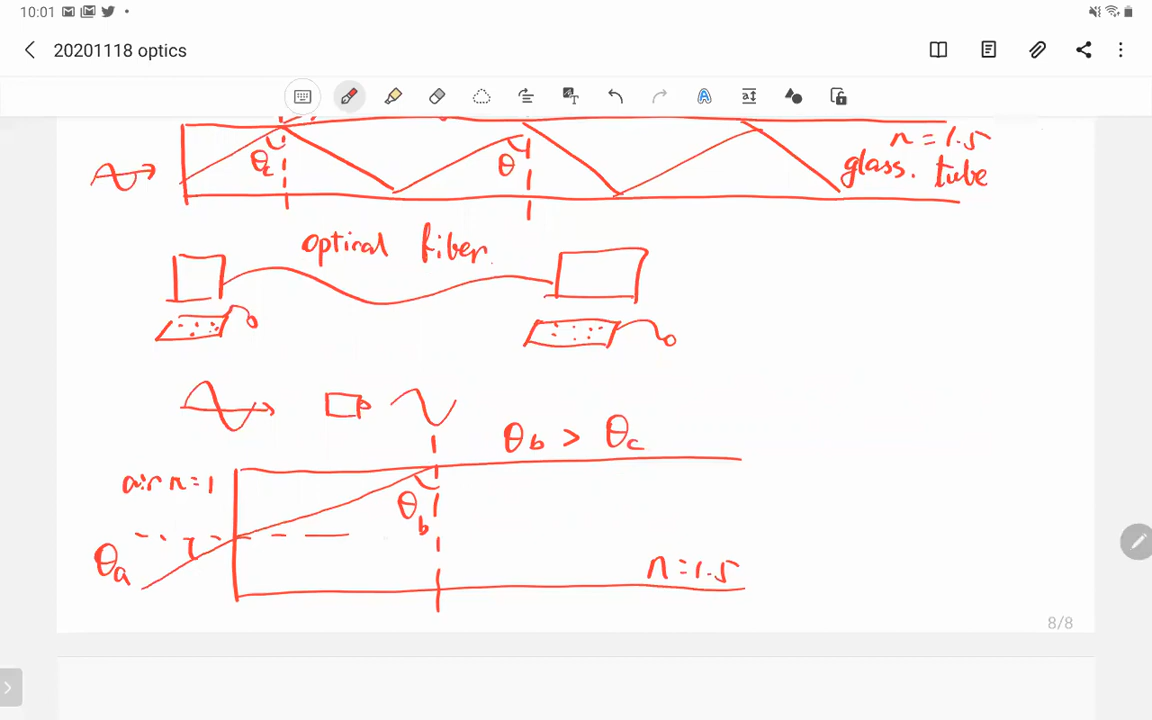 10:01
20201118 optics
n = 1.5
θc θ glass. tube
optical fiber
θb > θc
air n=1
θb
θa
n=1.5
8/8